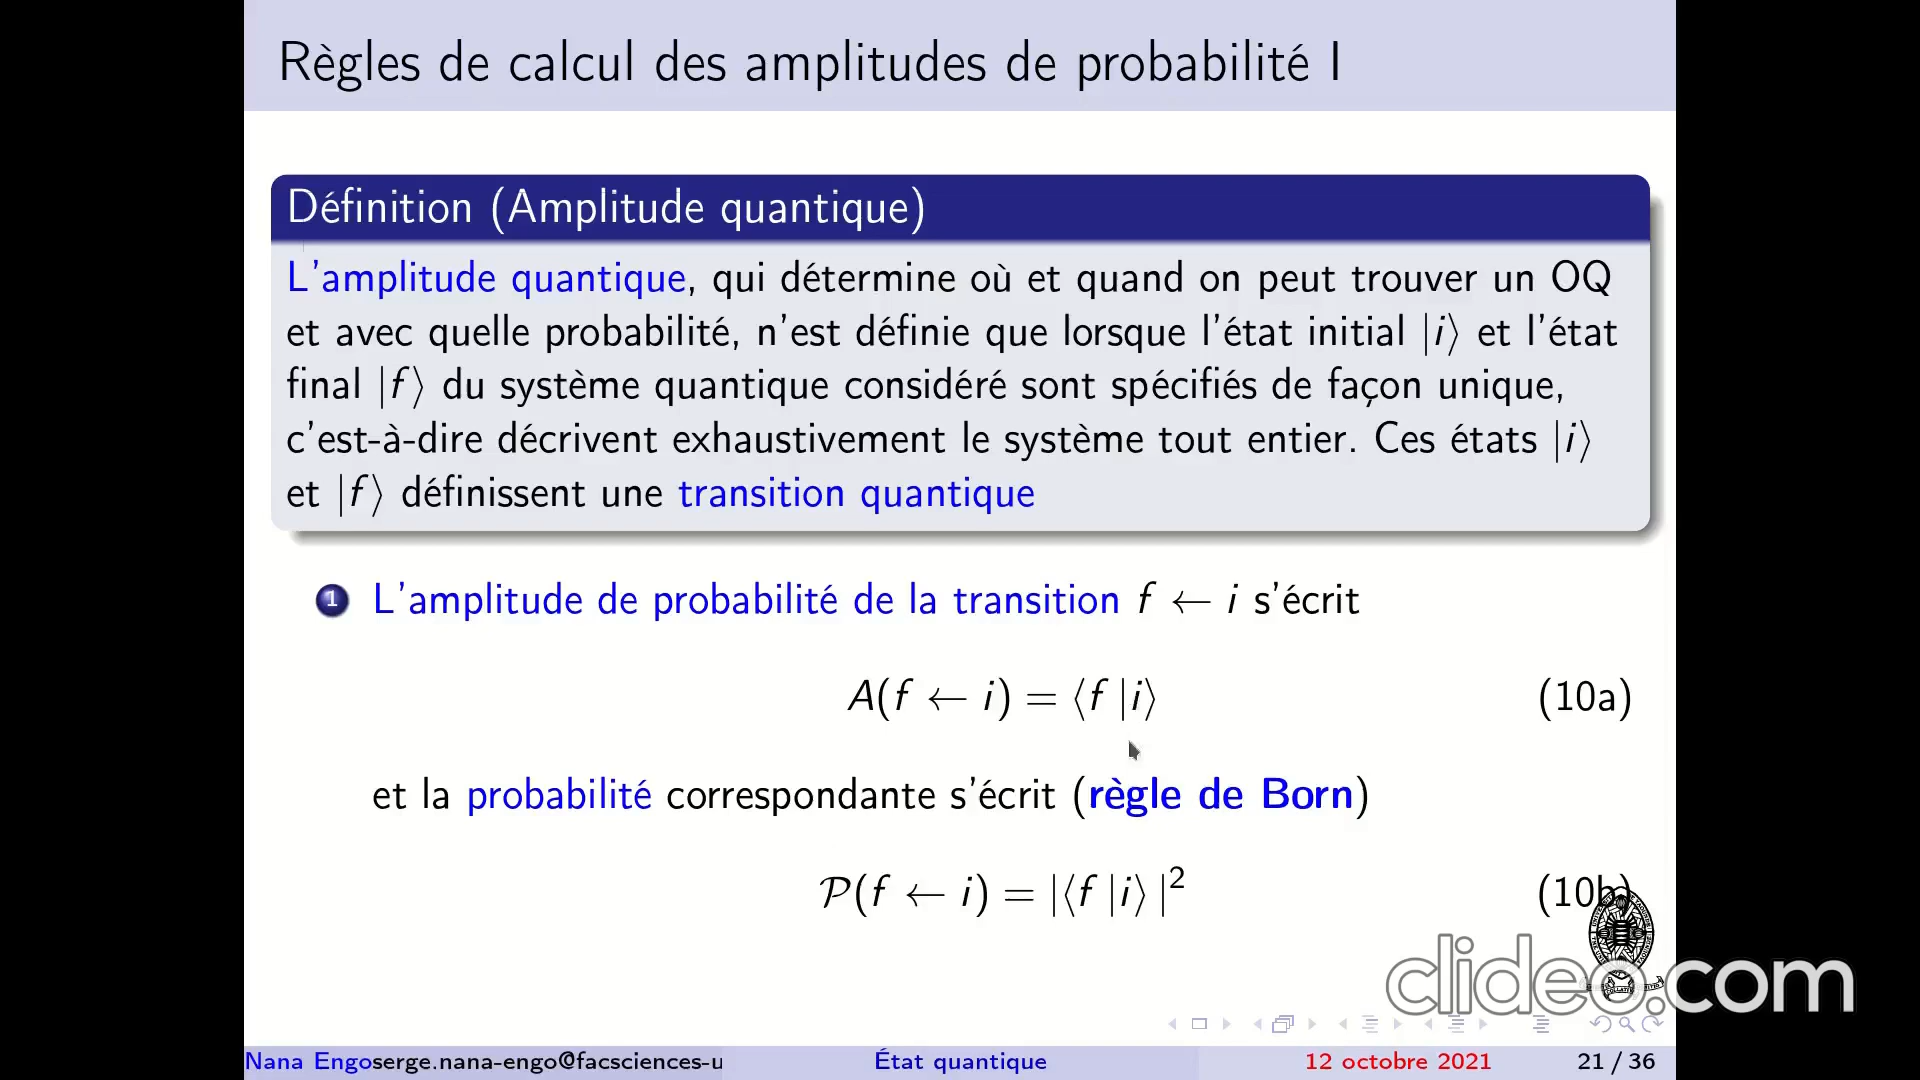 Règles de calcul des amplitudes de probabilité I
Définition (Amplitude quantique)
L'amplitude quantique, qui détermine où et quand on peut trouver un OQ
et avec quelle probabilité, n'est définie que lorsque l'état initial |i⟩ et l'état
final |f⟩ du système quantique considéré sont spécifiés de façon unique,
c'est-à-dire décrivent exhaustivement le système tout entier. Ces états |i⟩
et |f⟩ définissent une transition quantique
1 L'amplitude de probabilité de la transition f ← i s'écrit
A(f ← i) = ⟨f |i⟩ (10a)
et la probabilité correspondante s'écrit (règle de Born)
𝒫(f ← i) = |⟨f |i⟩ |² (10b)
clideo.com
Nana Engoserge.nana-engo@facsciences-u État quantique 12 octobre 2021 21 / 36